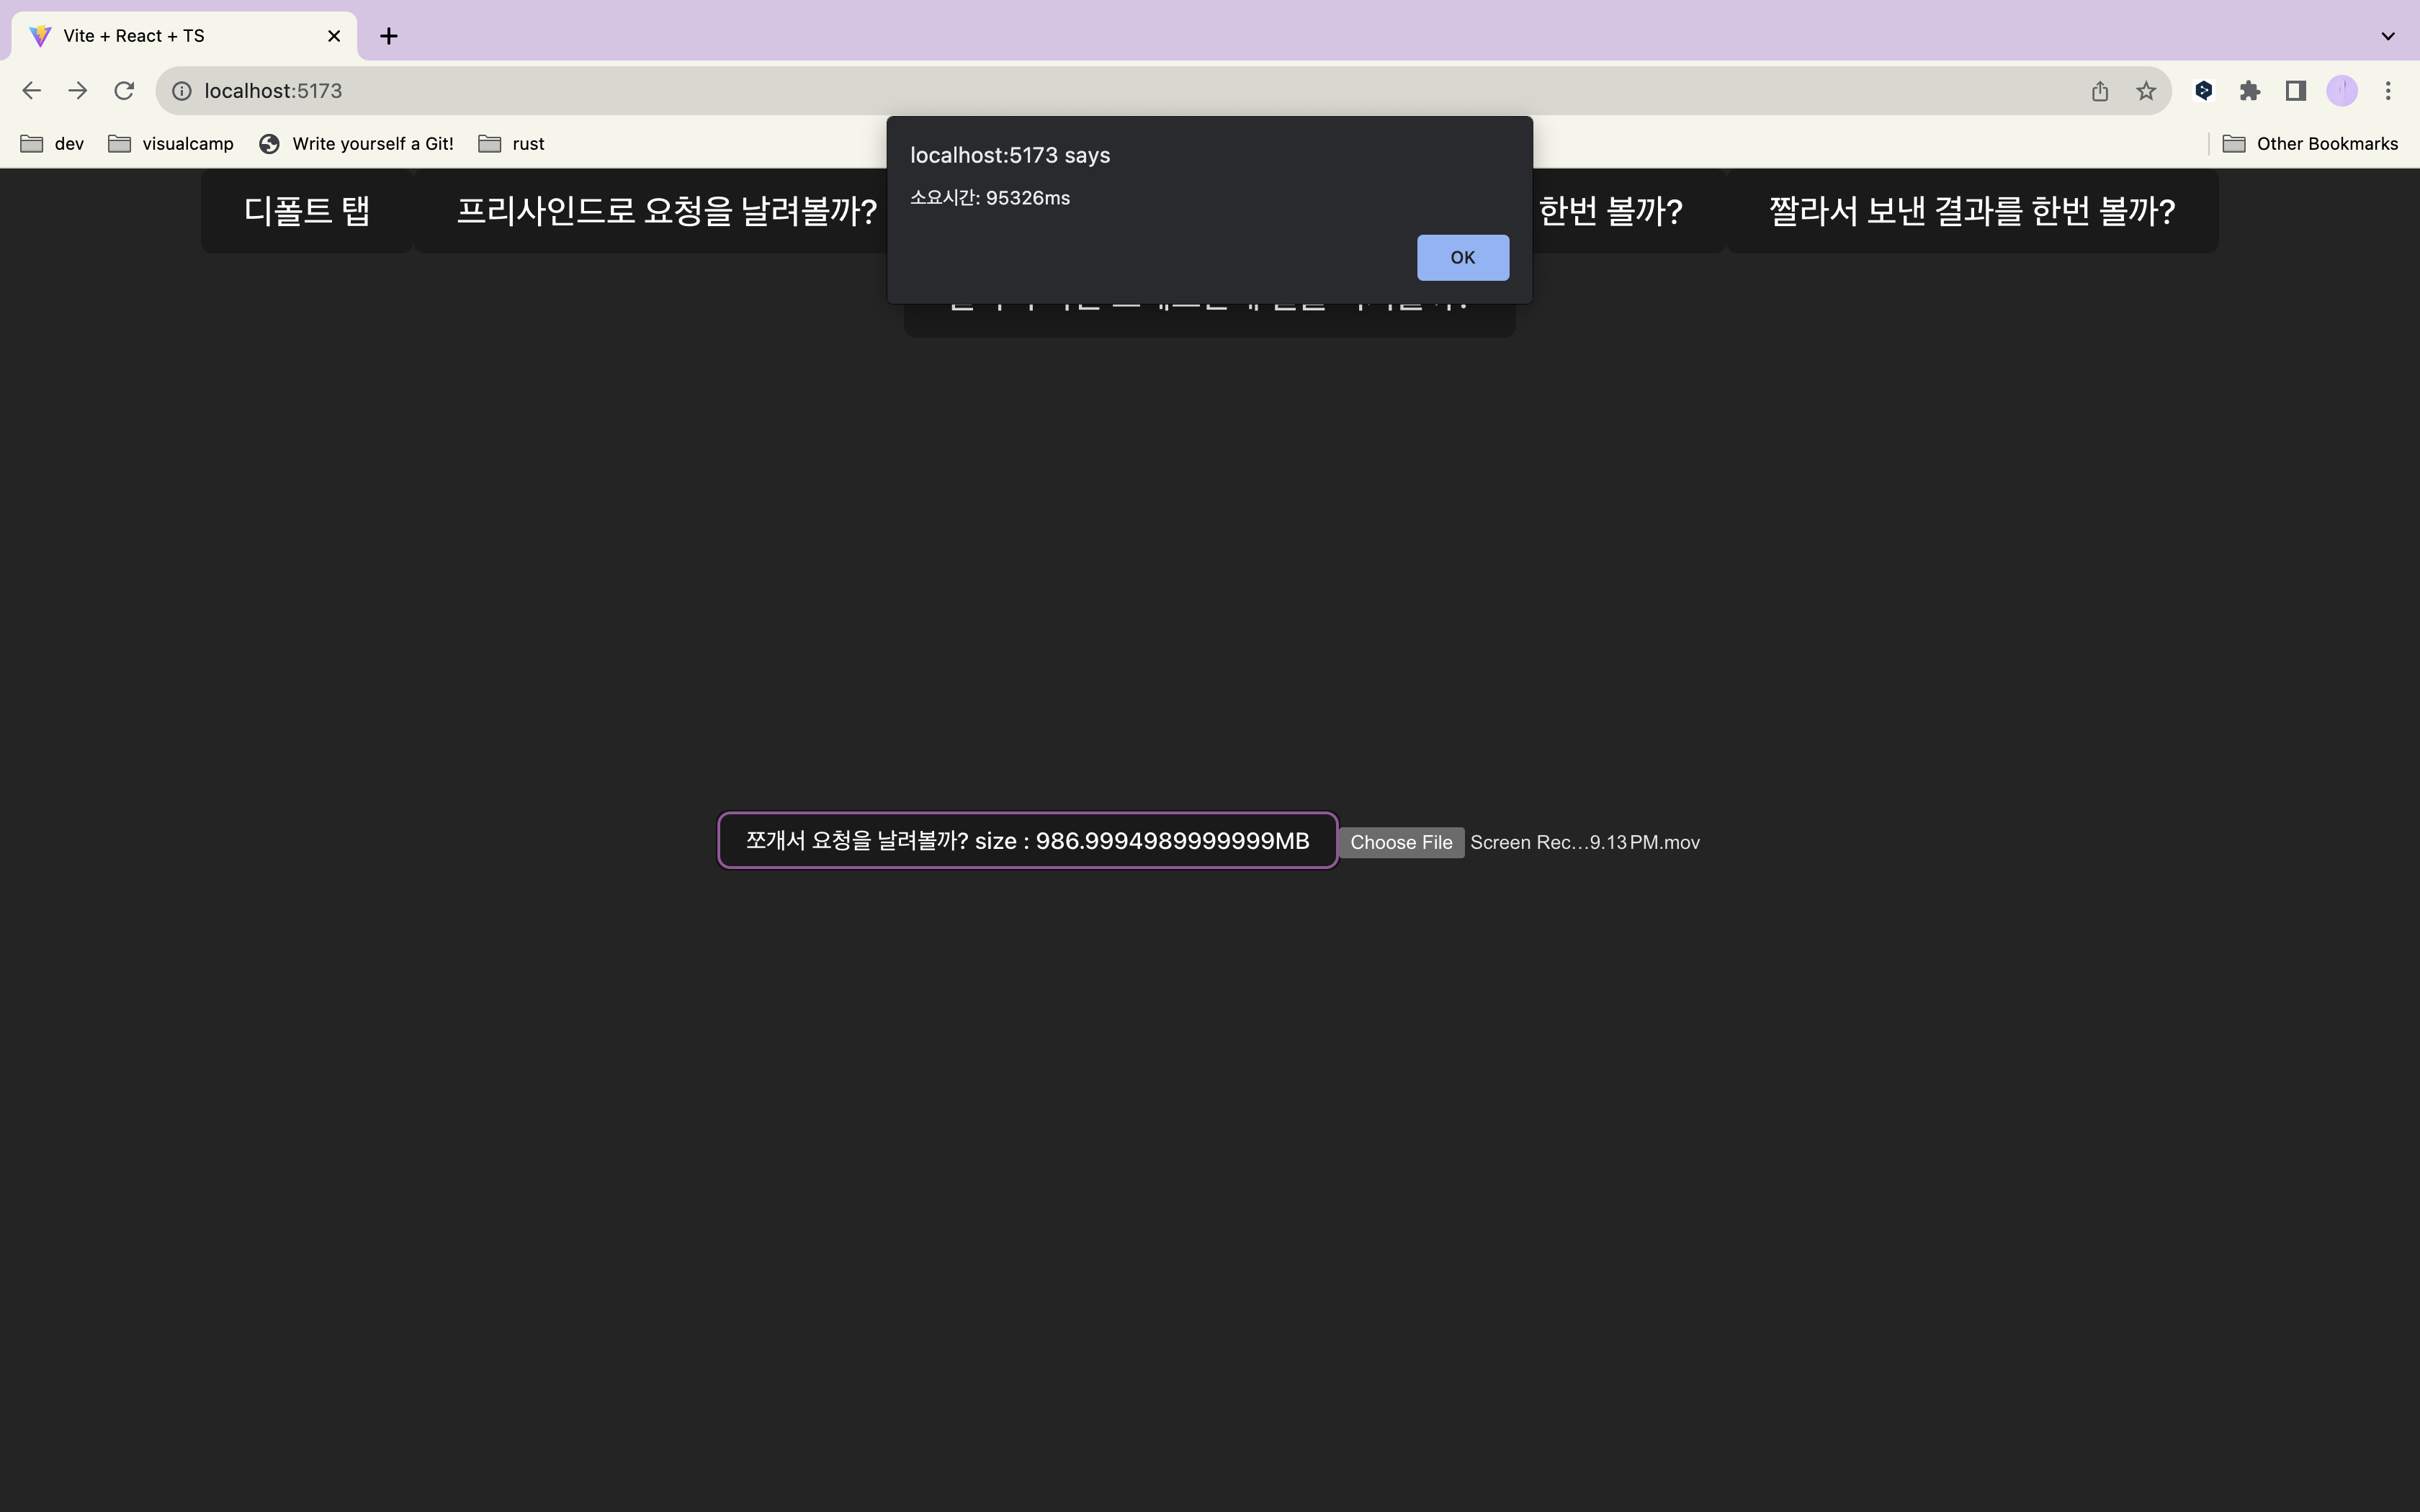 Vite + React + TS
localhost:5173
dev
visualcamp
Write yourself a Git!
rust
Other Bookmarks
localhost:5173 says
소요시간: 95326ms
OK
디폴트 탭
프리사인드로 요청을 날려볼까?
한번 볼까?
짤라서 보낸 결과를 한번 볼까?
쪼개서 요청을 날려볼까? size : 986.9994989999999MB
Choose File
Screen Rec...9.13 PM.mov